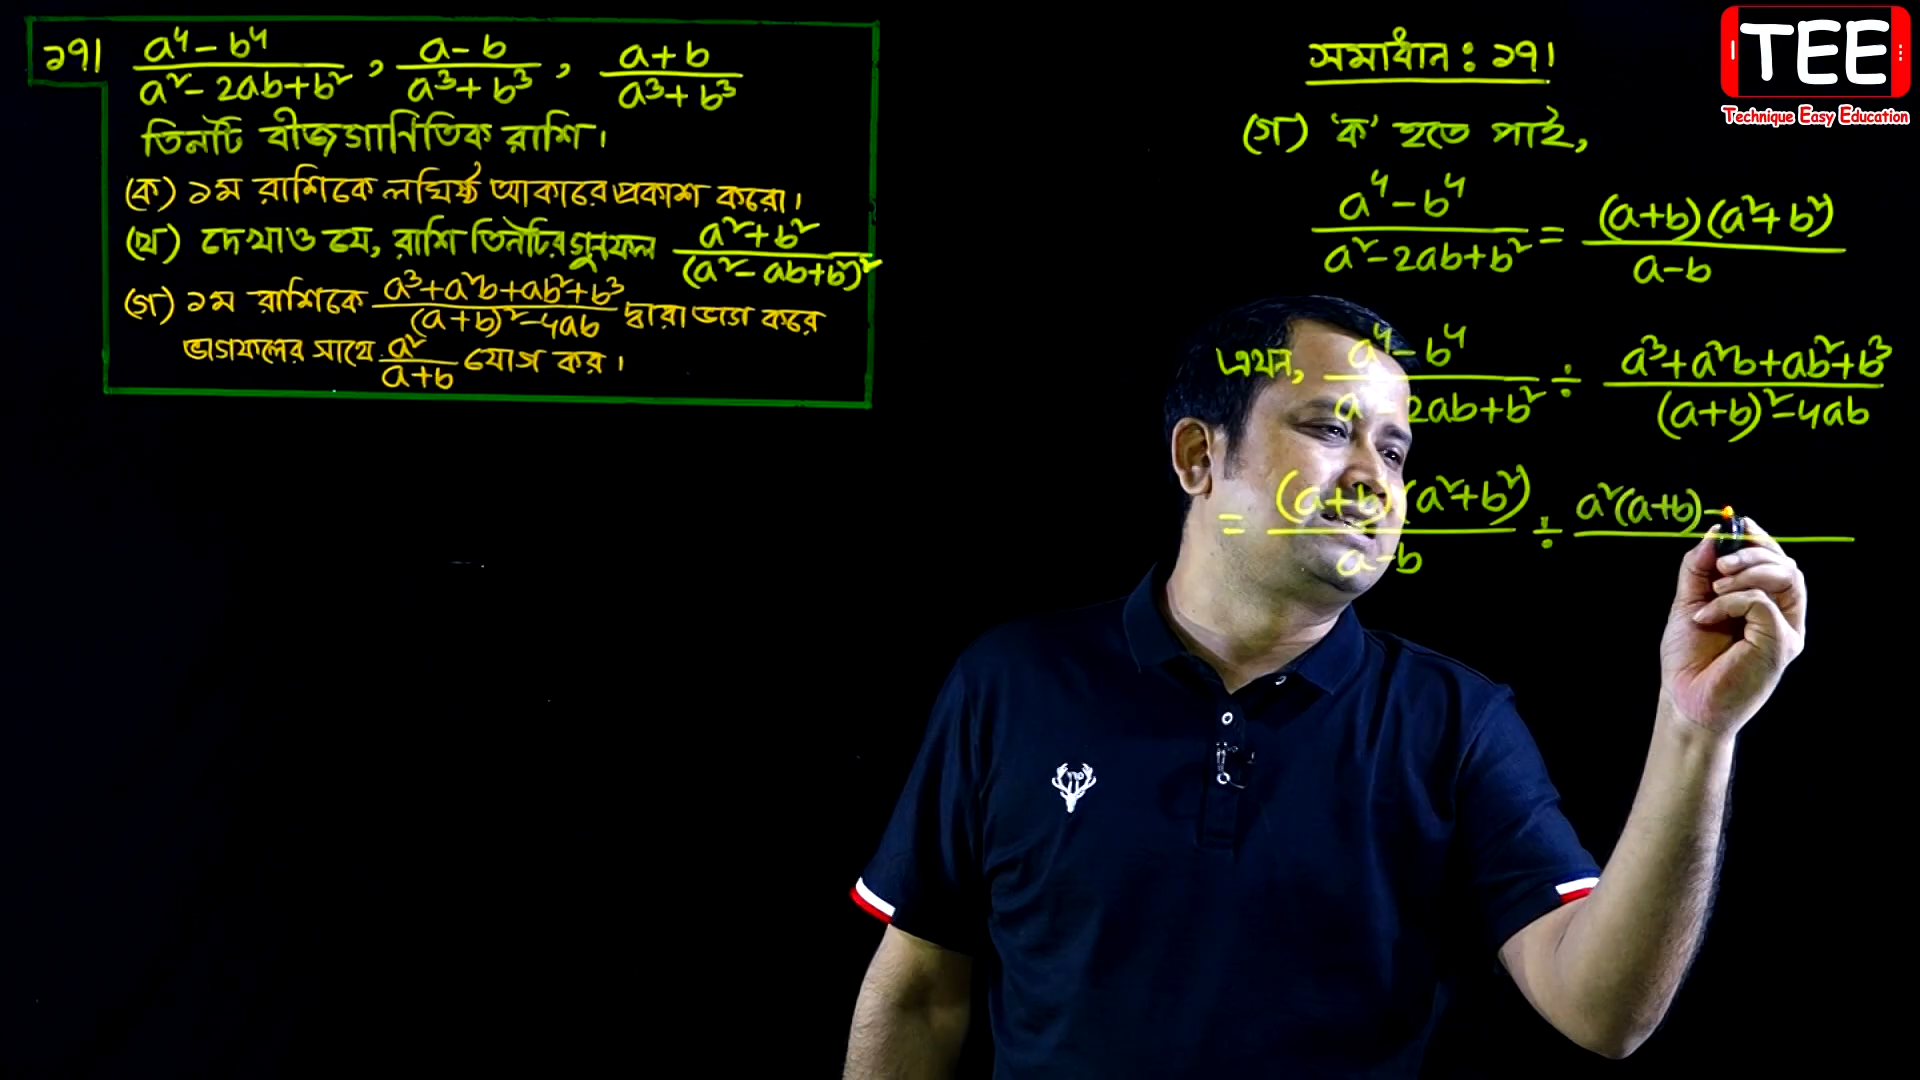 ১৭। a⁴-b⁴/a²-2ab+b², a-b/a³+b³, a+b/a³+b³
তিনটি বীজগাণিতিক রাশি।
(ক) ১ম রাশিকে লঘিষ্ঠ আকারে প্রকাশ করো।
(খ) দেখাও যে, রাশি তিনটির গুনফল a²+b²/(a²-ab+b²)²
(গ) ১ম রাশিকে a³+a²b+ab²+b³/(a+b)²-4ab দ্বারা ভাগ করে
ভাগফলের সাথে a²/a+b যোগ কর।
সমাধান: ১৭।
(গ) 'ক' হতে পাই,
a⁴-b⁴/a²-2ab+b² = (a+b)(a²+b²)/a-b
এখন, a⁴-b⁴/a²-2ab+b² ÷ a³+a²b+ab²+b³/(a+b)²-4ab
= (a+b)(a²+b²)/a-b ÷ a²(a+b)-
TEE
Technique Easy Education